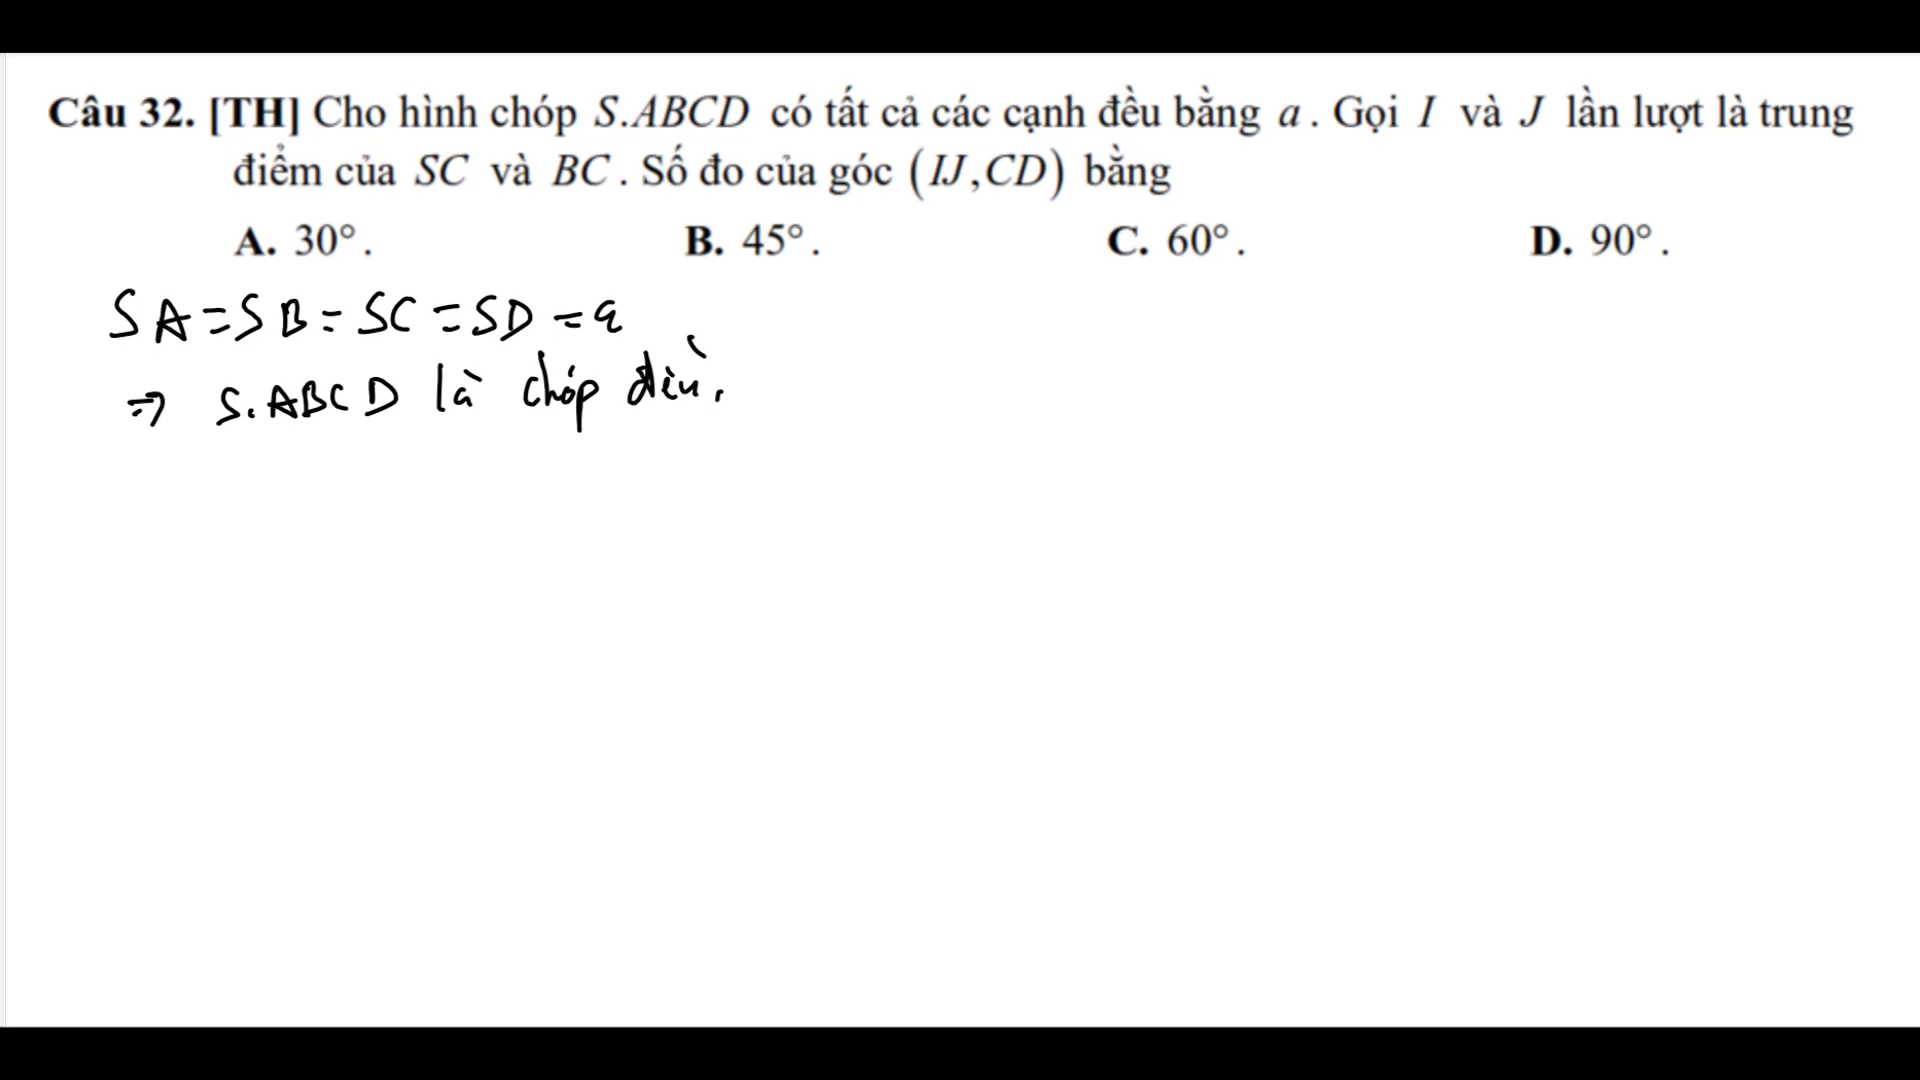 Câu 32. [TH] Cho hình chóp S.ABCD có tất cả các cạnh đều bằng a. Gọi I và J lần lượt là trung
điểm của SC và BC. Số đo của góc (IJ,CD) bằng
A. 30°. B. 45°. C. 60°. D. 90°.
SA=SB=SC=SD=a
⇒ S.ABCD là chóp đều.